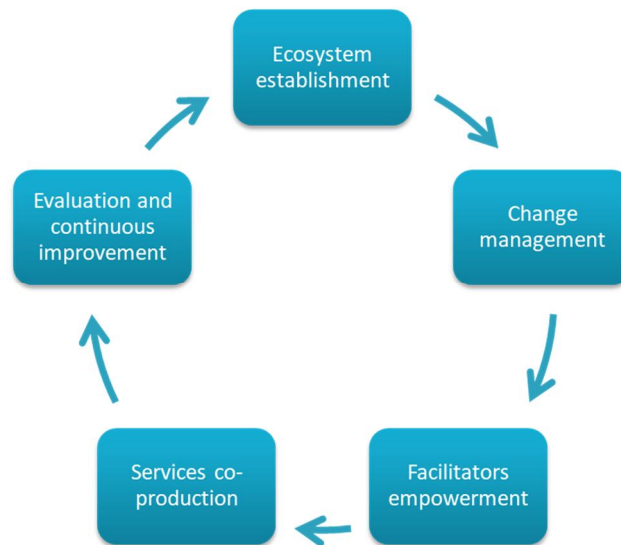 Ecosystem
establishment
Change
management
Facilitators
empowerment
Services co-
production
Evaluation and
continuous
improvement